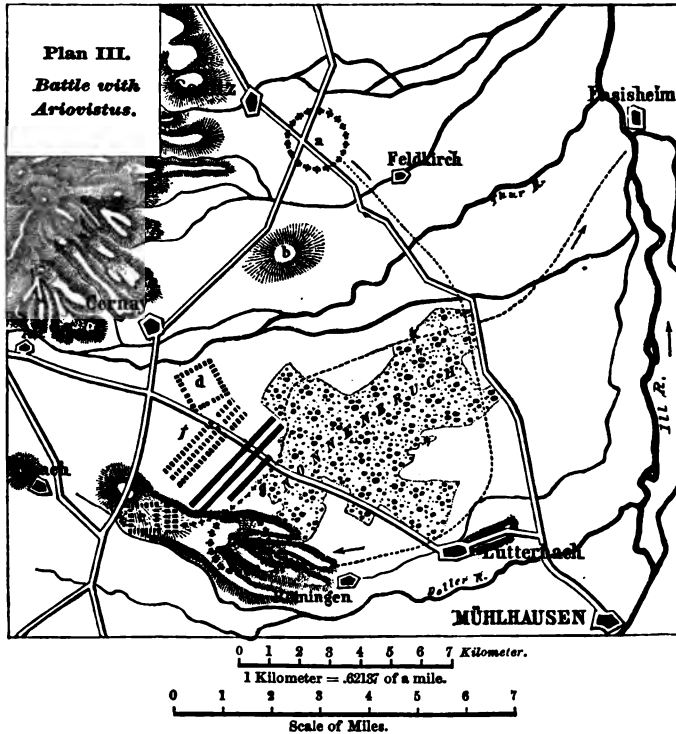 Plan III.
Battle with
Ariovistus.
Ensisheim
a
Feldkirch
Thur R.
b
Cernay
d
NONNENBRUCH
f
Ill R.
Lutterbach
Doller R.
Reiningen
MÜHLHAUSEN
0 1 2 3 4 5 6 7 Kilometer.
1 Kilometer = .62137 of a mile.
0 1 2 3 4 5 6 7
Scale of Miles.